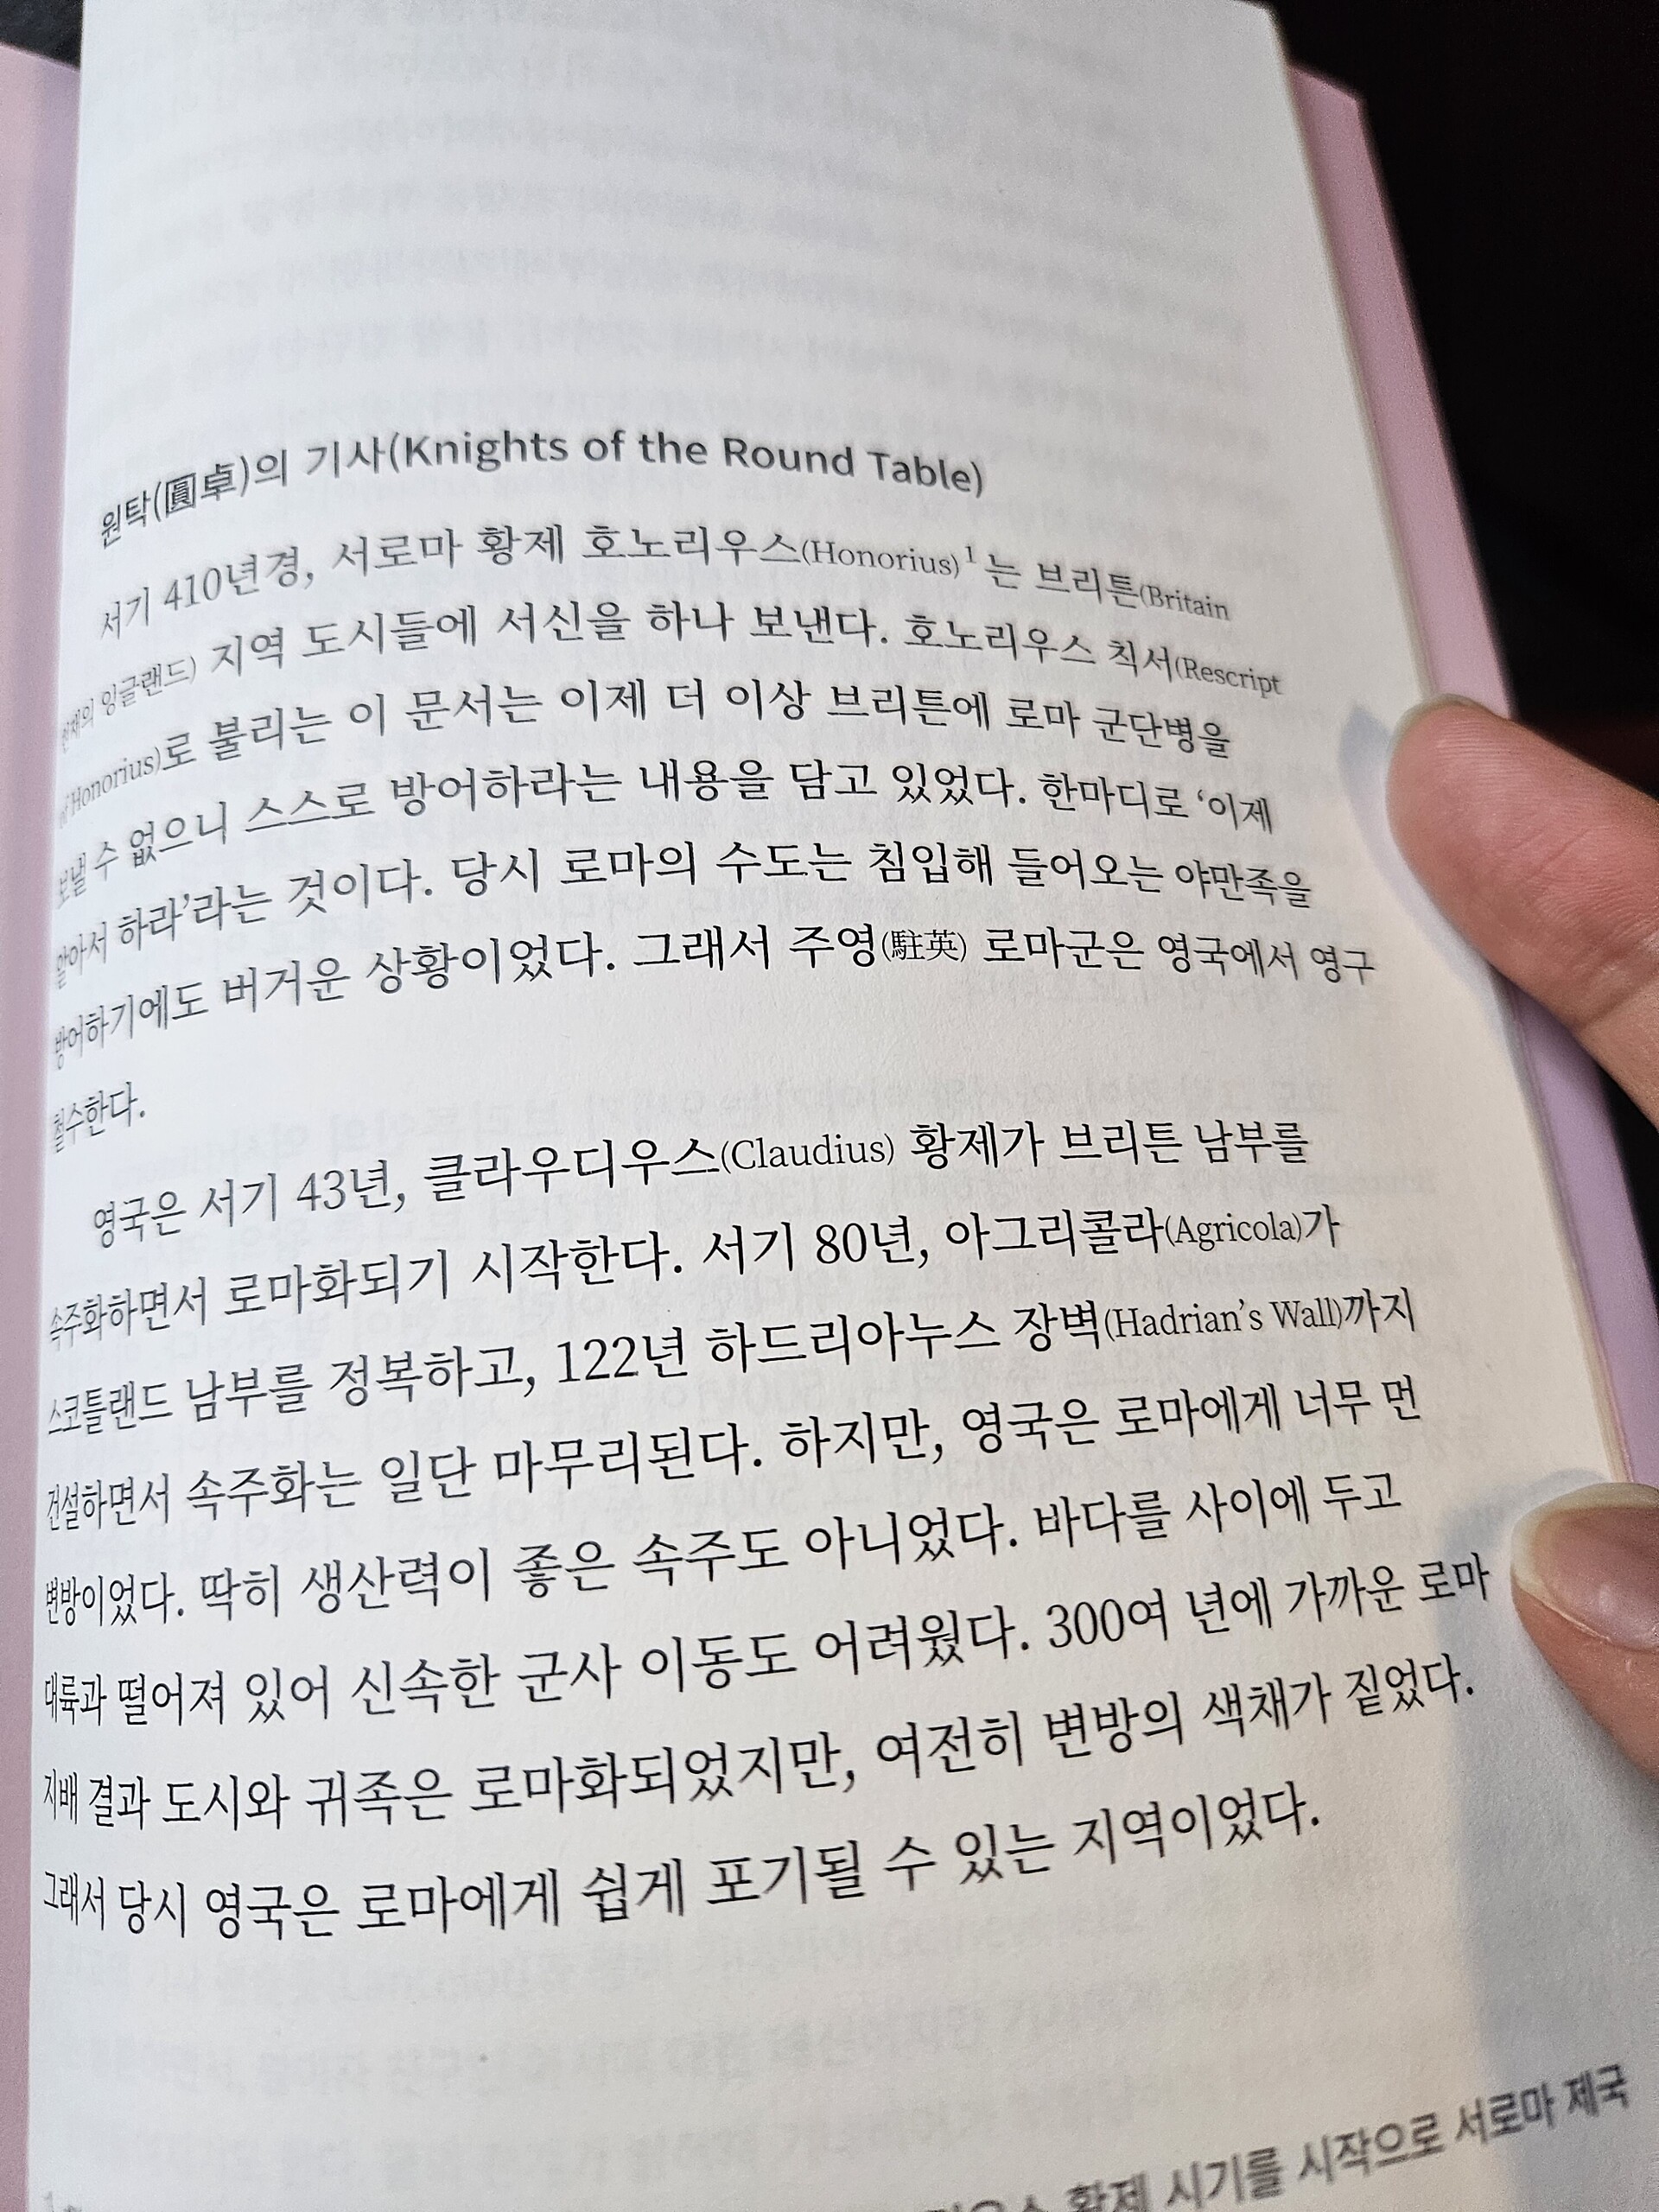 원탁(圓卓)의 기사(Knights of the Round Table)
서기 410년경, 서로마 황제 호노리우스(Honorius)1는 브리튼(Britain
현재의 잉글랜드) 지역 도시들에 서신을 하나 보낸다. 호노리우스 칙서(Rescript
of Honorius)로 불리는 이 문서는 이제 더 이상 브리튼에 로마 군단병을
보낼 수 없으니 스스로 방어하라는 내용을 담고 있었다. 한마디로 ‘이제
알아서 하라’라는 것이다. 당시 로마의 수도는 침입해 들어오는 야만족을
방어하기에도 버거운 상황이었다. 그래서 주영(駐英) 로마군은 영국에서 영구
철수한다.
영국은 서기 43년, 클라우디우스(Claudius) 황제가 브리튼 남부를
속주화하면서 로마화되기 시작한다. 서기 80년, 아그리콜라(Agricola)가
스코틀랜드 남부를 정복하고, 122년 하드리아누스 장벽(Hadrian’s Wall)까지
건설하면서 속주화는 일단 마무리된다. 하지만, 영국은 로마에게 너무 먼
변방이었다. 딱히 생산력이 좋은 속주도 아니었다. 바다를 사이에 두고
대륙과 떨어져 있어 신속한 군사 이동도 어려웠다. 300여 년에 가까운 로마
지배 결과 도시와 귀족은 로마화되었지만, 여전히 변방의 색채가 짙었다.
그래서 당시 영국은 로마에게 쉽게 포기될 수 있는 지역이었다.
황제 시기를 시작으로 서로마 제국